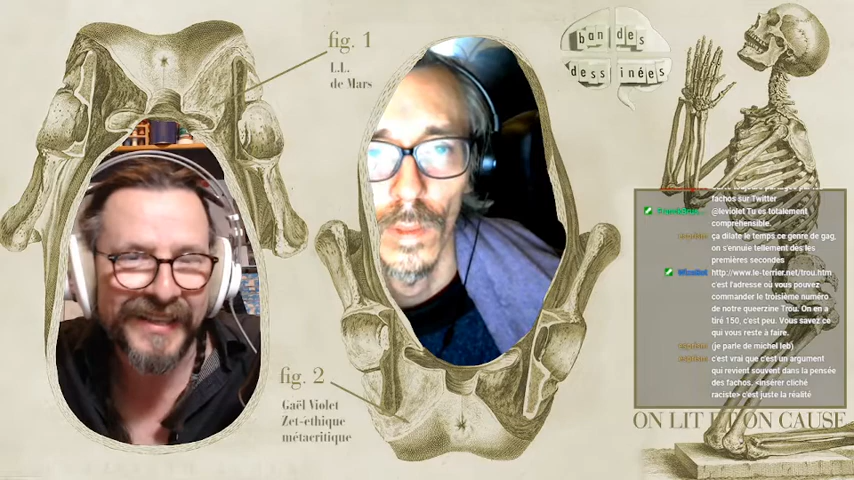 fig. 1
L.L.
de Mars
bandes
dessinées
fachos sur Twitter
@leviolet Tu es totalement
compréhensible.
ça dilate le temps ce genre de gag,
on s'ennuie tellement dès les
premières secondes
http://www.le-terrier.net/trou.htm
c'est l'adresse où vous pouvez
commander le troisième numéro
de notre queerzine Trou. On en a
tiré 150, c'est peu. Vous savez ce
qui vous reste à faire.
(je parle de michel leb)
c'est vrai que c'est un argument
qui revient souvent dans la pensée
des fachos. <insérer cliché
raciste> c'est juste la réalité
fig. 2
Gaël Violet
Zet-ethique
métacritique
ON LIT ET ON CAUSE